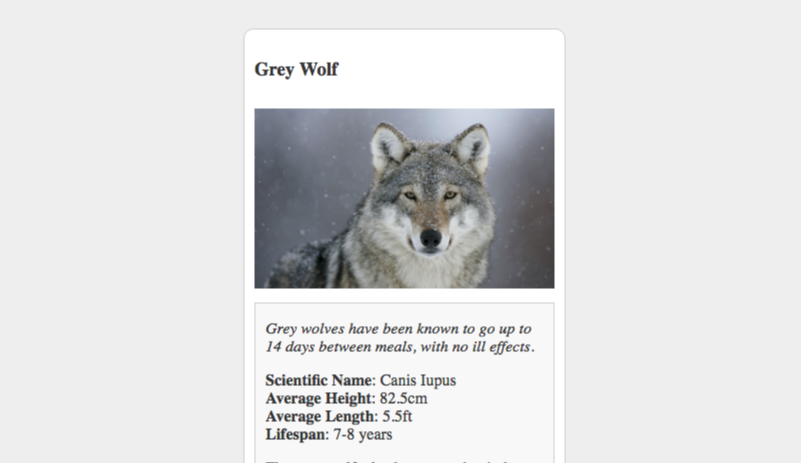 Grey Wolf
Grey wolves have been known to go up to
14 days between meals, with no ill effects.
Scientific Name: Canis Iupus
Average Height: 82.5cm
Average Length: 5.5ft
Lifespan: 7-8 years